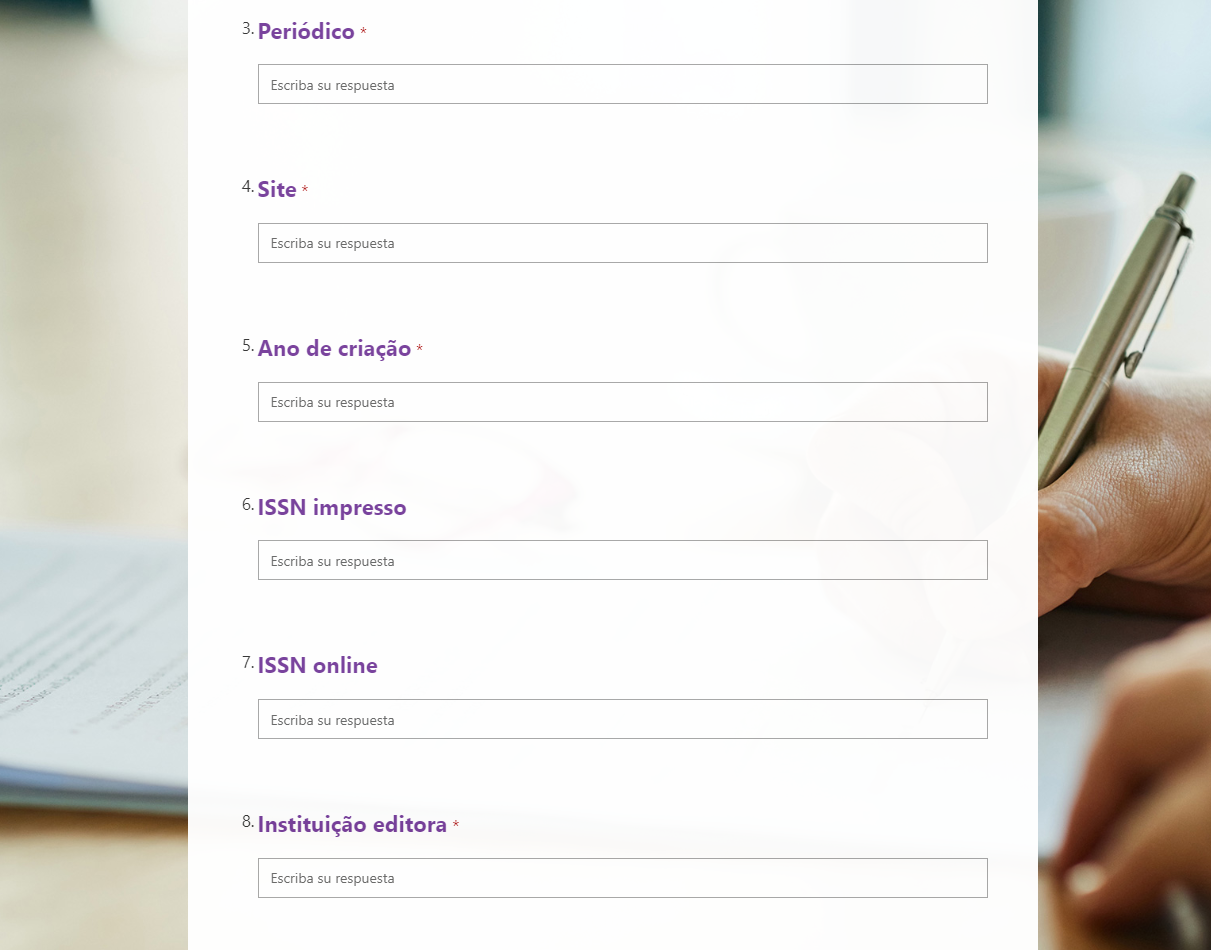 3. Periódico *
Escriba su respuesta
4. Site *
Escriba su respuesta
5. Ano de criação *
Escriba su respuesta
6. ISSN impresso
Escriba su respuesta
7. ISSN online
Escriba su respuesta
8. Instituição editora *
Escriba su respuesta